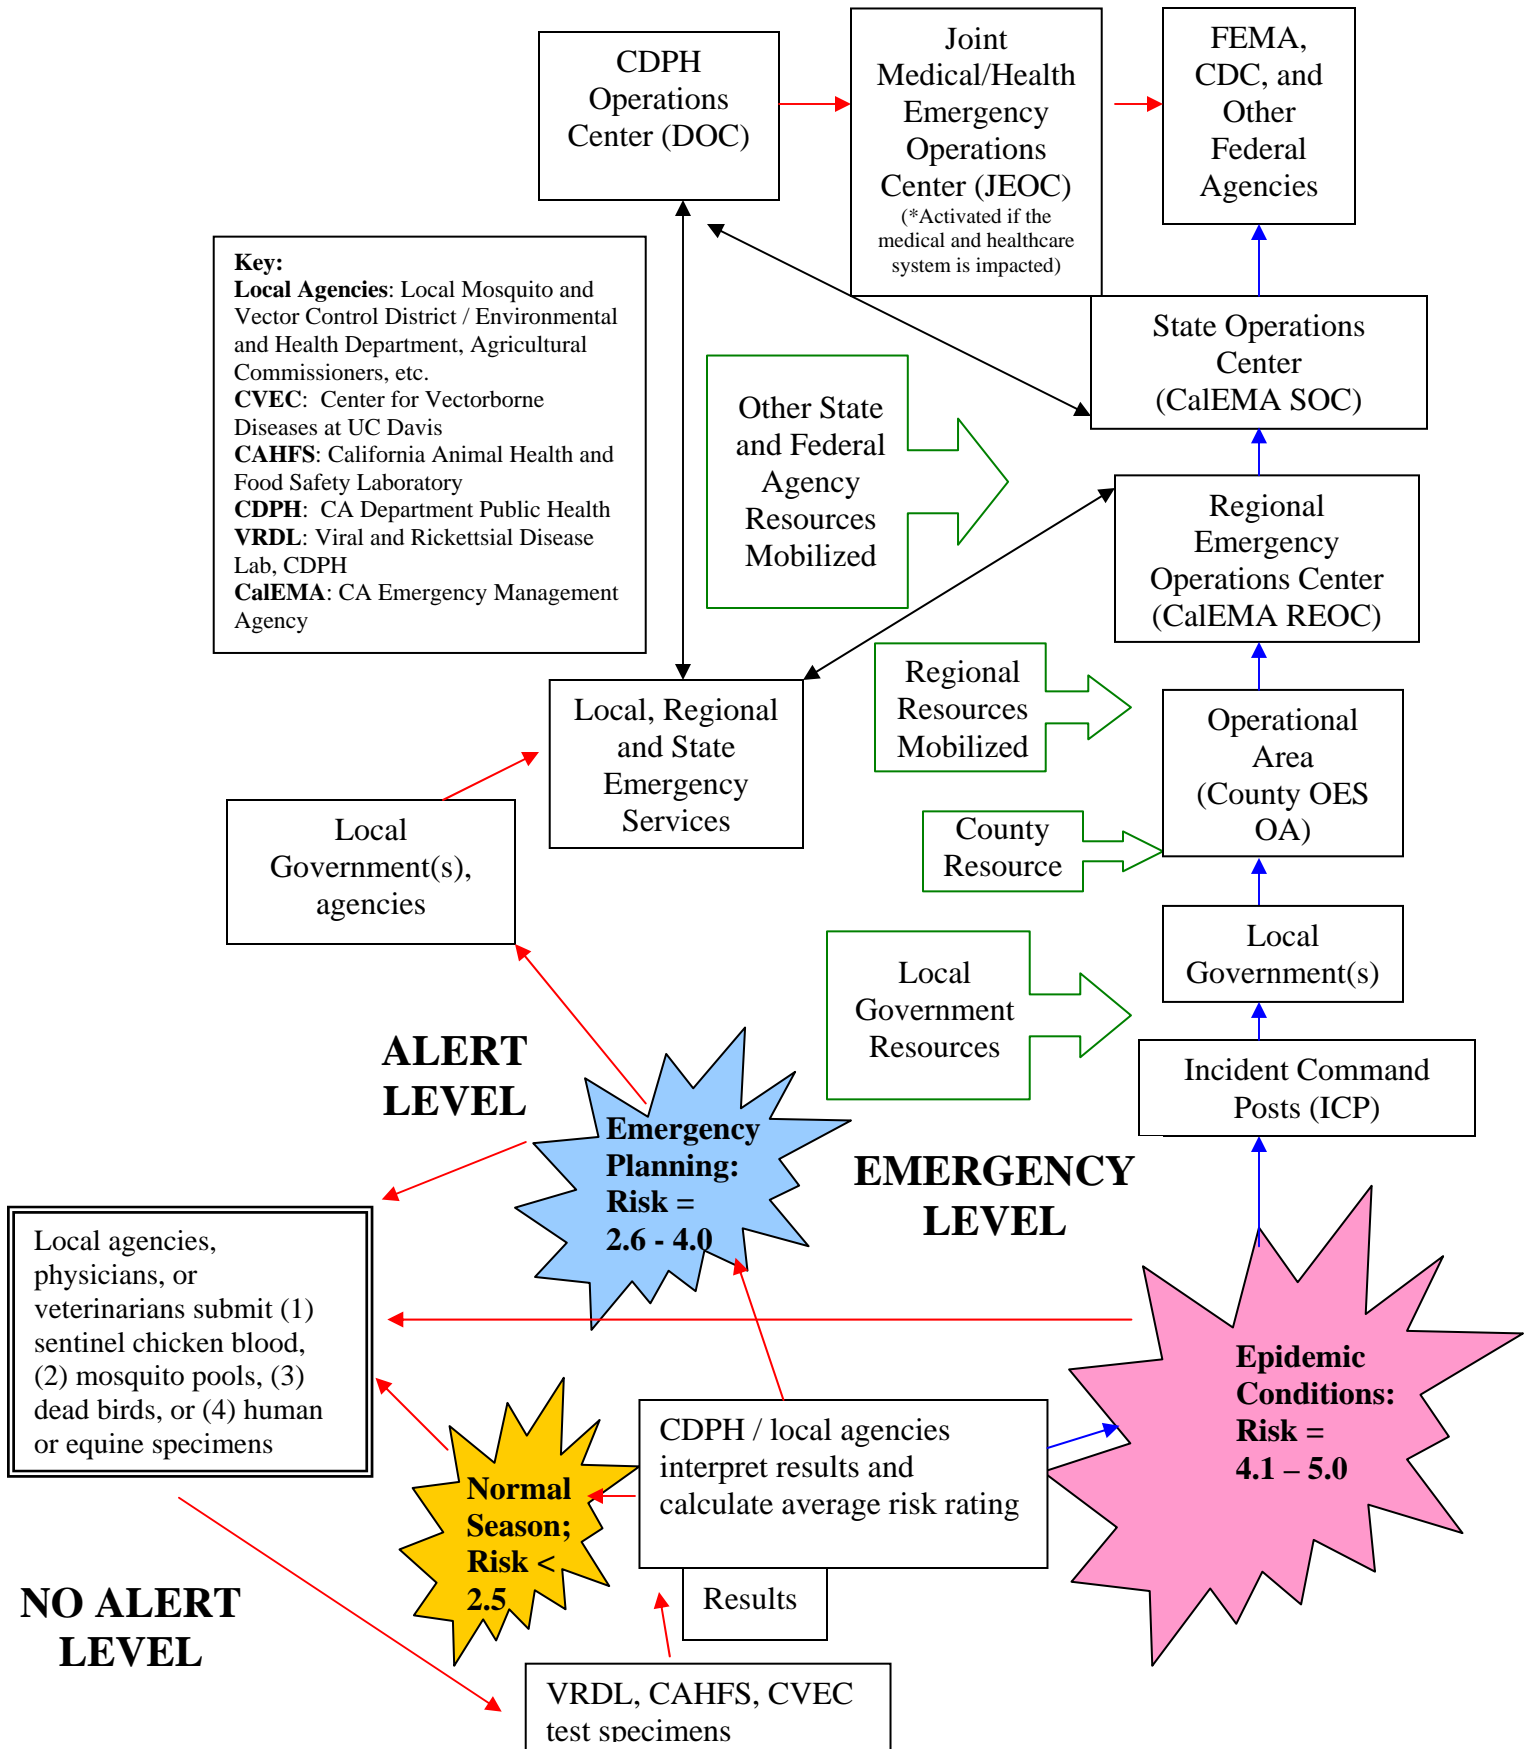 CDPH
Operations
Center (DOC)
Joint
Medical/Health
Emergency
Operations
Center (JEOC)
(*Activated if the
medical and healthcare
system is impacted)
FEMA,
CDC, and
Other
Federal
Agencies
Key:
Local Agencies: Local Mosquito and
Vector Control District / Environmental
and Health Department, Agricultural
Commissioners, etc.
CVEC:  Center for Vectorborne
Diseases at UC Davis
CAHFS: California Animal Health and
Food Safety Laboratory
CDPH:  CA Department Public Health
VRDL: Viral and Rickettsial Disease
Lab, CDPH
CalEMA: CA Emergency Management
Agency
State Operations
Center
(CalEMA SOC)
Other State
and Federal
Agency
Resources
Mobilized
Regional
Emergency
Operations Center
(CalEMA REOC)
Regional
Resources
Mobilized
Local, Regional
and State
Emergency
Services
Operational
Area
(County OES
OA)
County
Resource
Local
Government(s),
agencies
Local
Government(s)
Local
Government
Resources
Incident Command
Posts (ICP)
ALERT
LEVEL
Emergency
Planning:
Risk =
2.6 - 4.0
EMERGENCY
LEVEL
Local agencies,
physicians, or
veterinarians submit (1)
sentinel chicken blood,
(2) mosquito pools, (3)
dead birds, or (4) human
or equine specimens
Epidemic
Conditions:
Risk =
4.1 – 5.0
CDPH / local agencies
interpret results and
calculate average risk rating
Normal
Season;
Risk <
2.5
Results
NO ALERT
LEVEL
VRDL, CAHFS, CVEC
test specimens